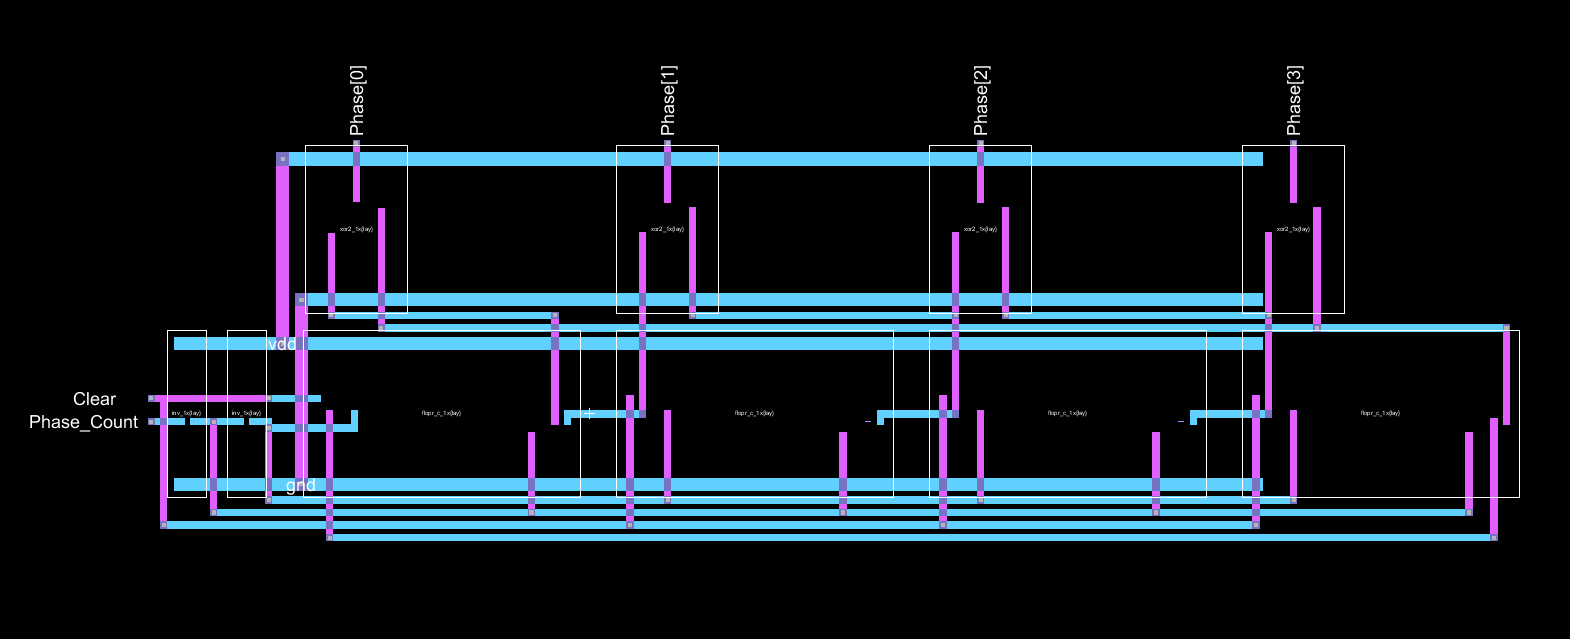 Phase[0]
Phase[1]
Phase[2]
Phase[3]
xor2_1x(lay)
xor2_1x(lay)
xor2_1x(lay)
xor2_1x(lay)
vdd
Clear
Phase_Count
inv_1x(lay)
inv_1x(lay)
flopr_c_1x(lay)
flopr_c_1x(lay)
flopr_c_1x(lay)
flopr_c_1x(lay)
gnd